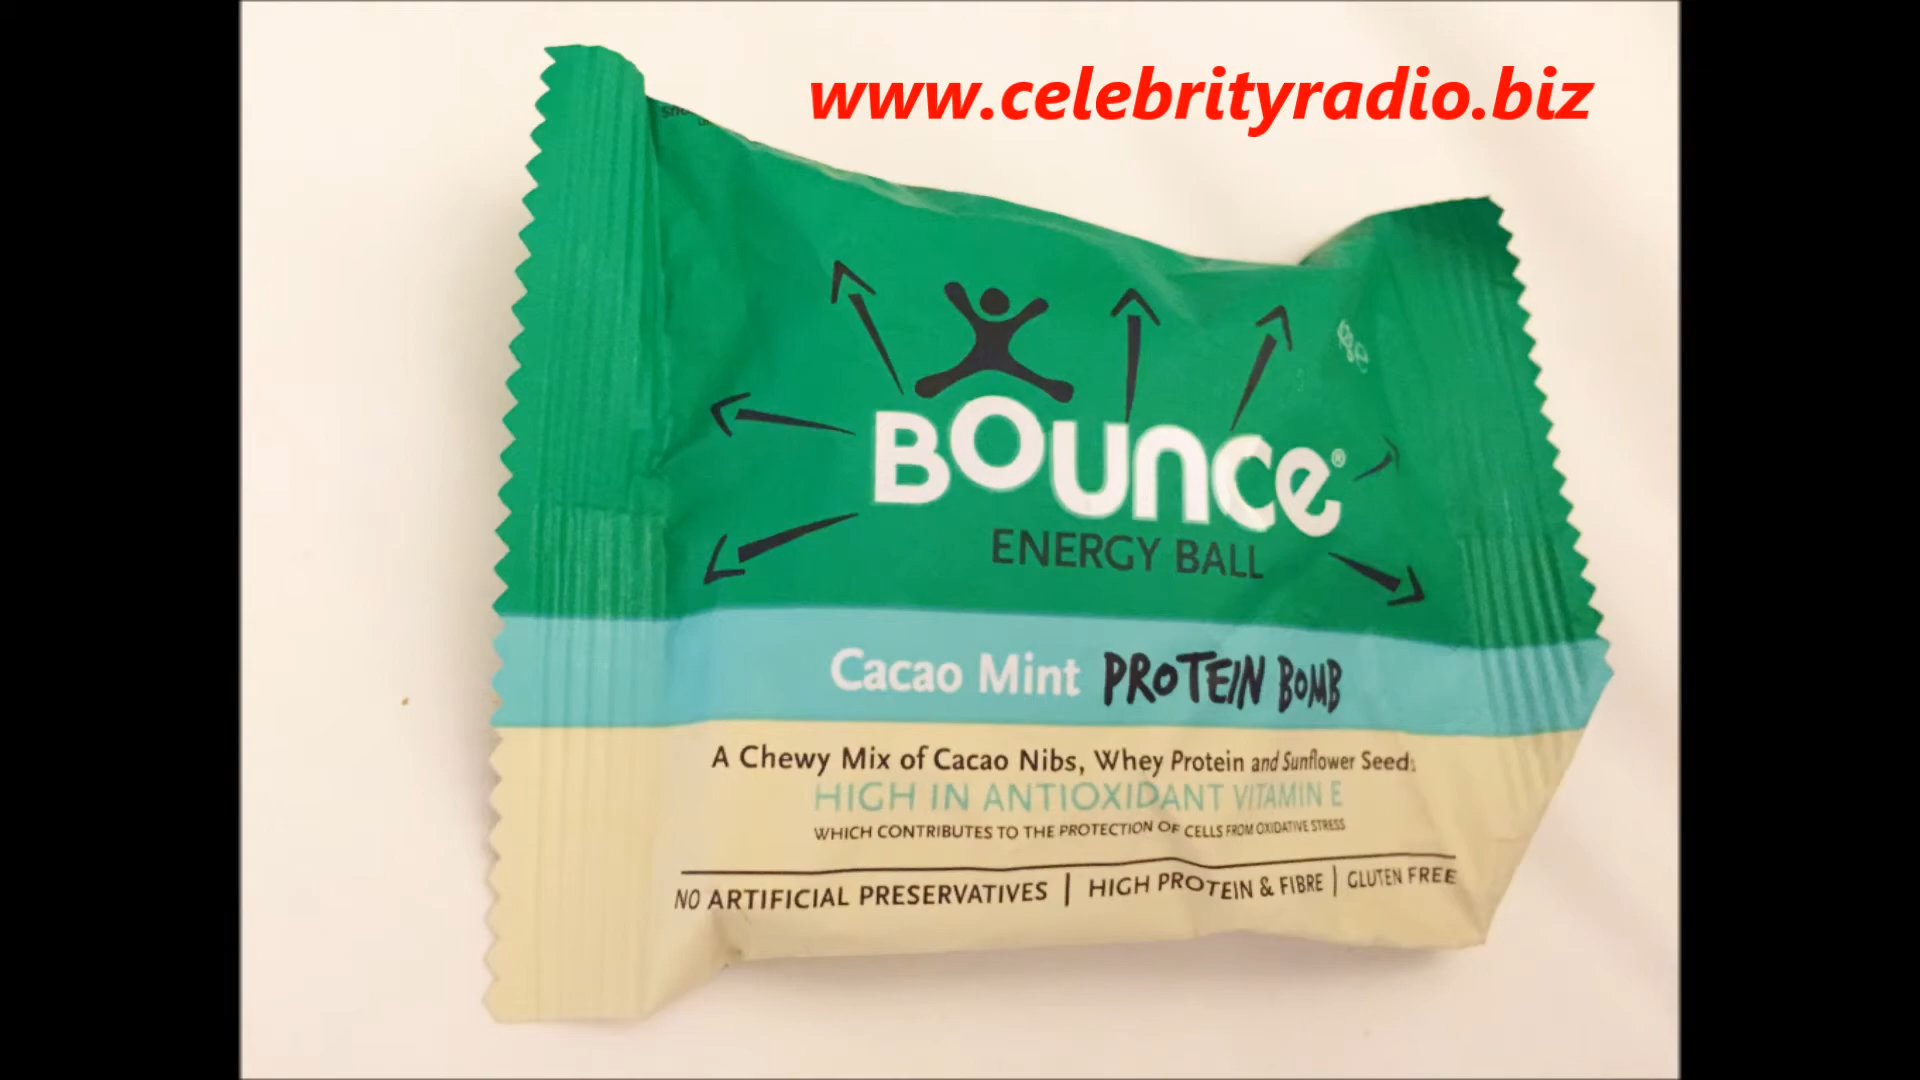 www.celebrityradio.biz
BOUNCE®
ENERGY BALL
Cacao Mint PROTEIN BOMB
A Chewy Mix of Cacao Nibs, Whey Protein and Sunflower Seeds
HIGH IN ANTIOXIDANT VITAMIN E
WHICH CONTRIBUTES TO THE PROTECTION OF CELLS FROM OXIDATIVE STRESS
NO ARTIFICIAL PRESERVATIVES | HIGH PROTEIN & FIBRE | GLUTEN FREE